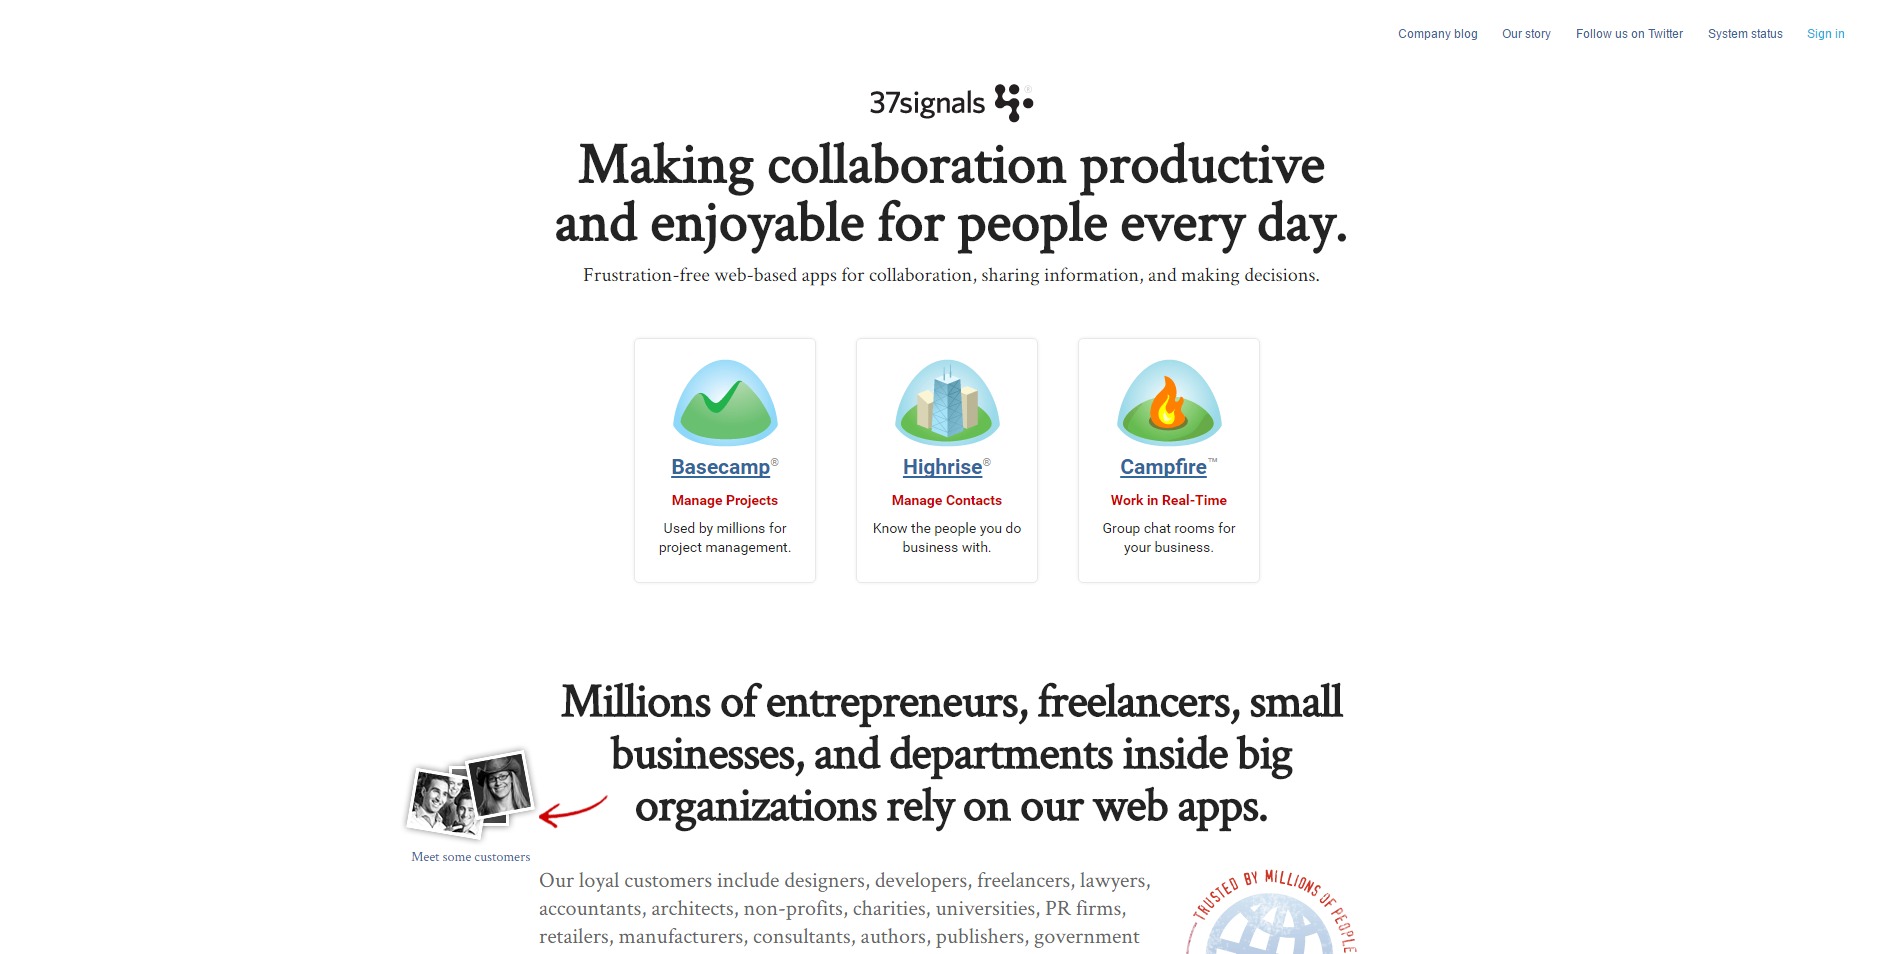 Company blog
Our story
Follow us on Twitter
System status
Sign in
37signals ®
Making collaboration productive
and enjoyable for people every day.
Frustration-free web-based apps for collaboration, sharing information, and making decisions.
Basecamp®
Manage Projects
Used by millions for
project management.
Highrise®
Manage Contacts
Know the people you do
business with.
Campfire™
Work in Real-Time
Group chat rooms for
your business.
Millions of entrepreneurs, freelancers, small
businesses, and departments inside big
organizations rely on our web apps.
Meet some customers
Our loyal customers include designers, developers, freelancers, lawyers,
accountants, architects, non-profits, charities, universities, PR firms,
retailers, manufacturers, consultants, authors, publishers, government
TRUSTED BY MILLIONS OF PEOPLE